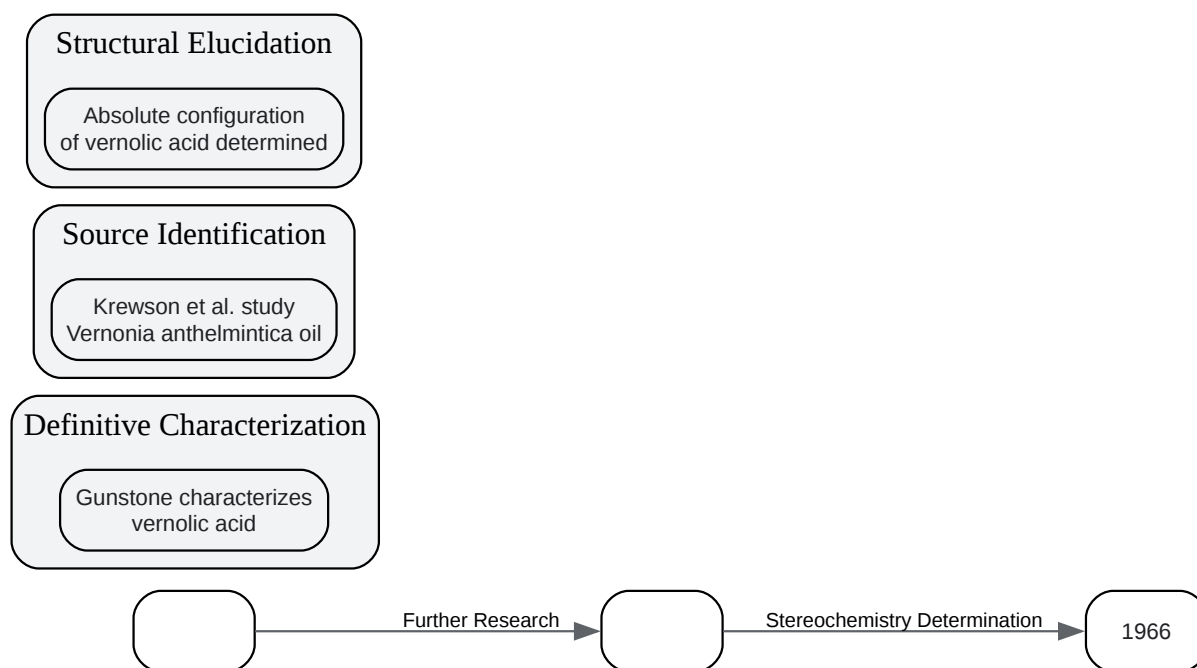 Structural Elucidation
Absolute configuration
of vernolic acid determined
Source Identification
Krewson et al. study
Vernonia anthelmintica oil
Definitive Characterization
Gunstone characterizes
vernolic acid
Further Research
Stereochemistry Determination
1966